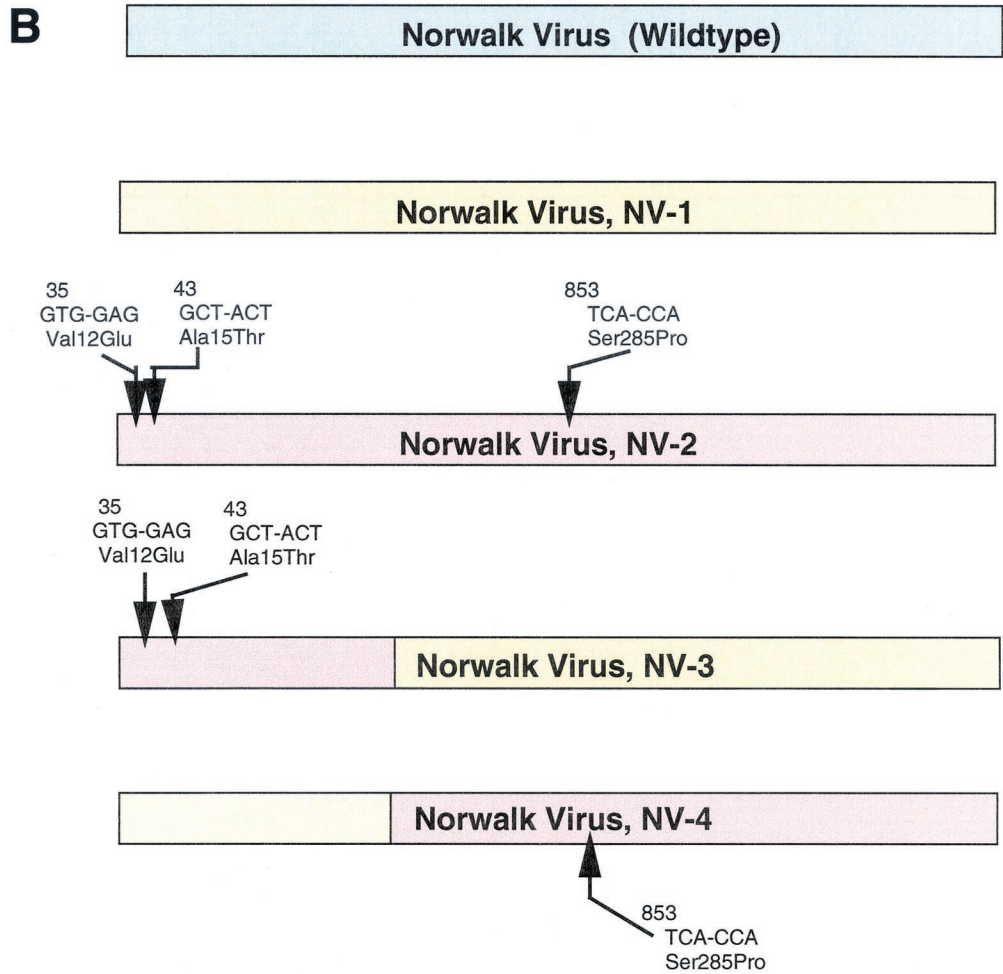 B
Norwalk Virus (Wildtype)
Norwalk Virus, NV-1
35
GTG-GAG
Val12Glu
43
GCT-ACT
Ala15Thr
853
TCA-CCA
Ser285Pro
Norwalk Virus, NV-2
35
GTG-GAG
Val12Glu
43
GCT-ACT
Ala15Thr
Norwalk Virus, NV-3
Norwalk Virus, NV-4
853
TCA-CCA
Ser285Pro